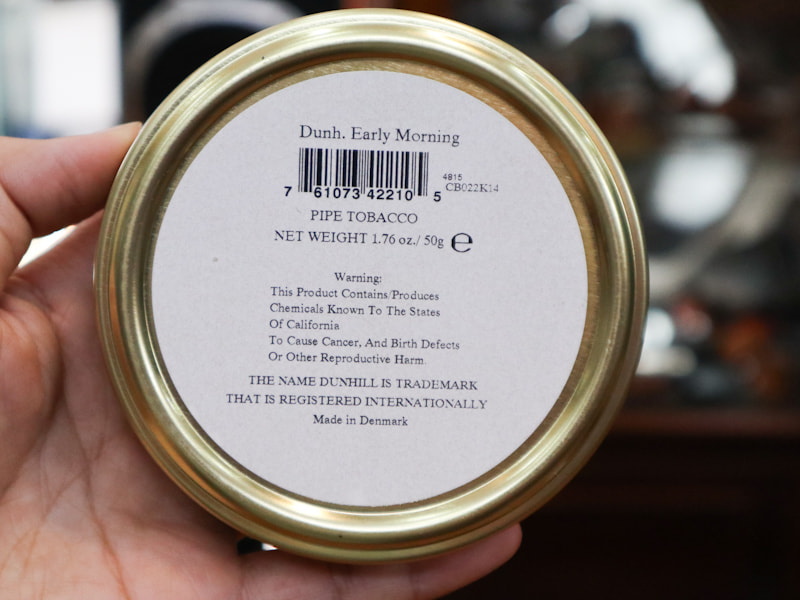 Dunh. Early Morning
7 61073 42210 5
4815
CB022K14
PIPE TOBACCO
NET WEIGHT 1.76 oz./ 50g ℮
Warning:
This Product Contains/Produces
Chemicals Known To The States
Of California
To Cause Cancer, And Birth Defects
Or Other Reproductive Harm.
THE NAME DUNHILL IS TRADEMARK
THAT IS REGISTERED INTERNATIONALLY
Made in Denmark